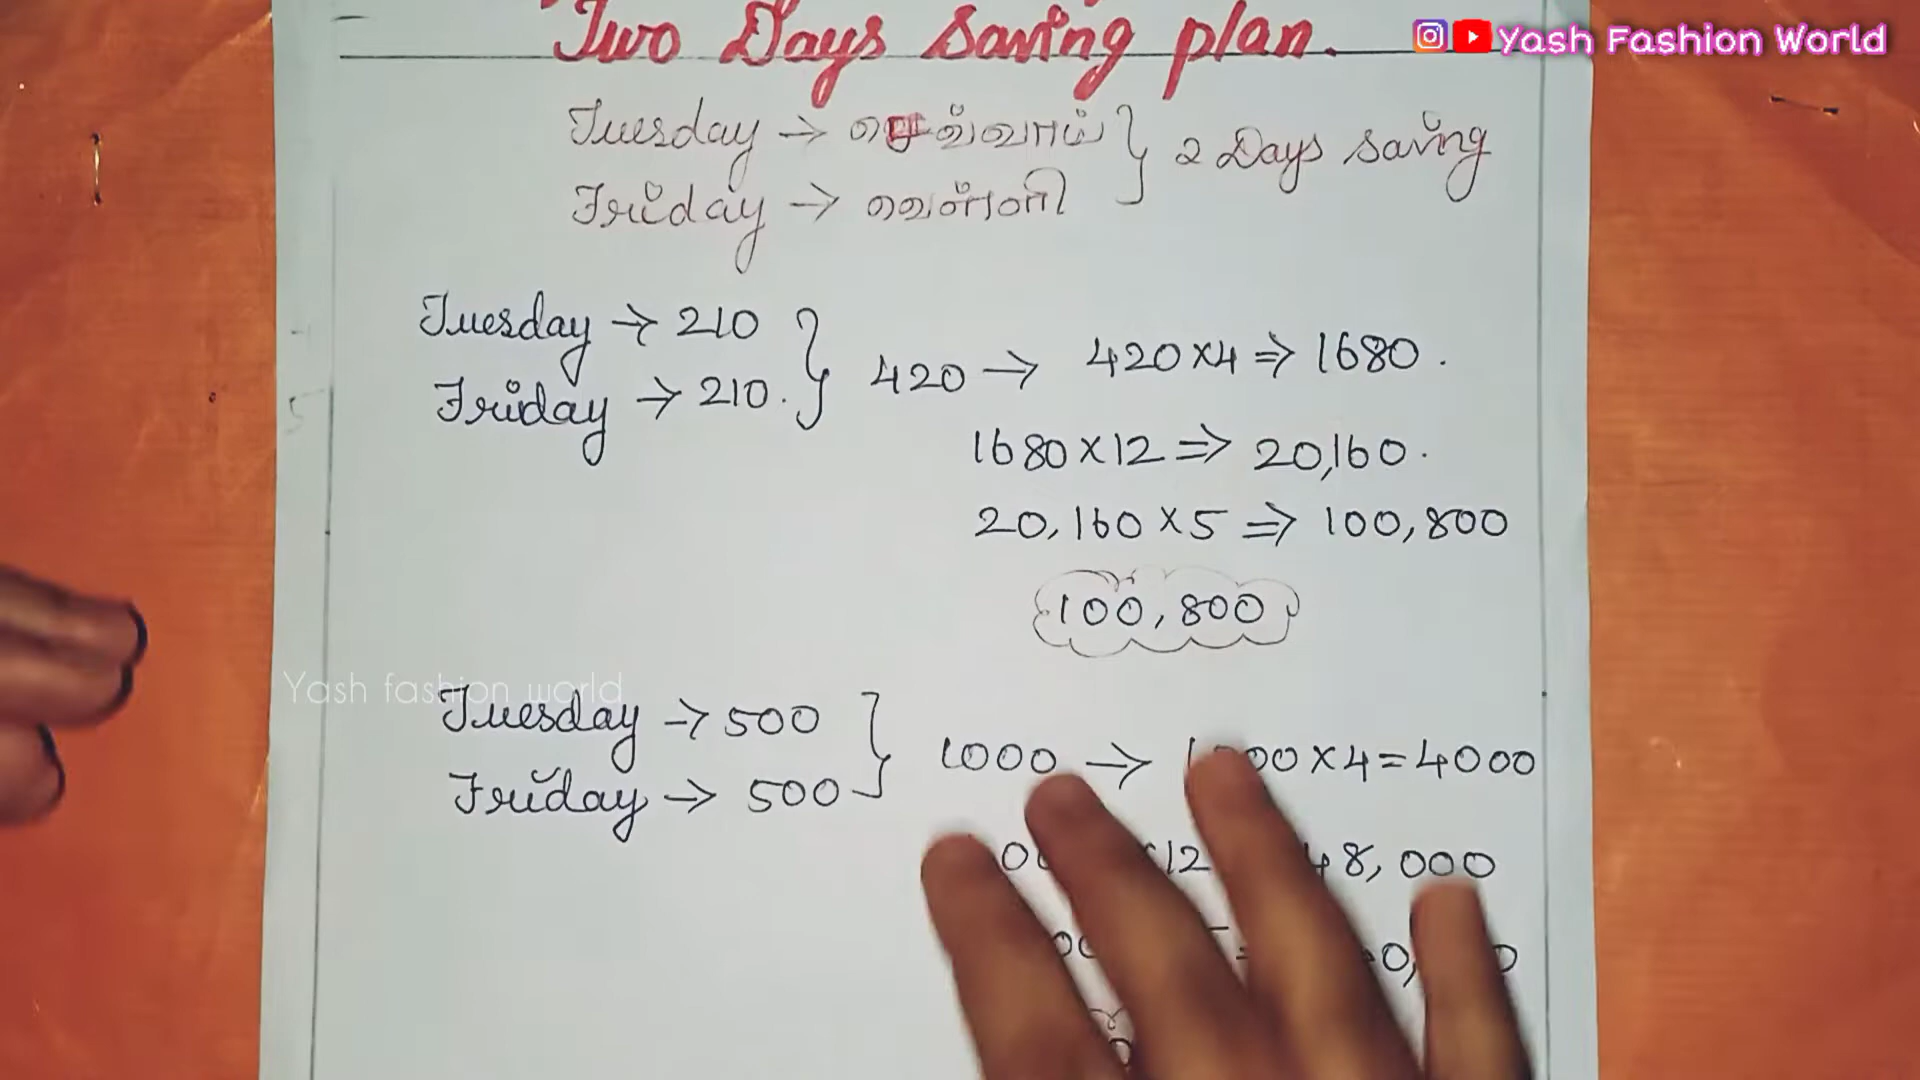 Two Days saving plan.
Yash Fashion World
Tuesday → செவ்வாய் } 2 Days saving
Friday → வெள்ளி
Tuesday → 210 } 420 → 420×4 ⇒ 1680.
Friday → 210.
1680×12 ⇒ 20,160.
20,160×5 ⇒ 100,800
100,800
Yash fashion world
Tuesday → 500 } 1000 → ×4=4000
Friday → 500
12 48,000